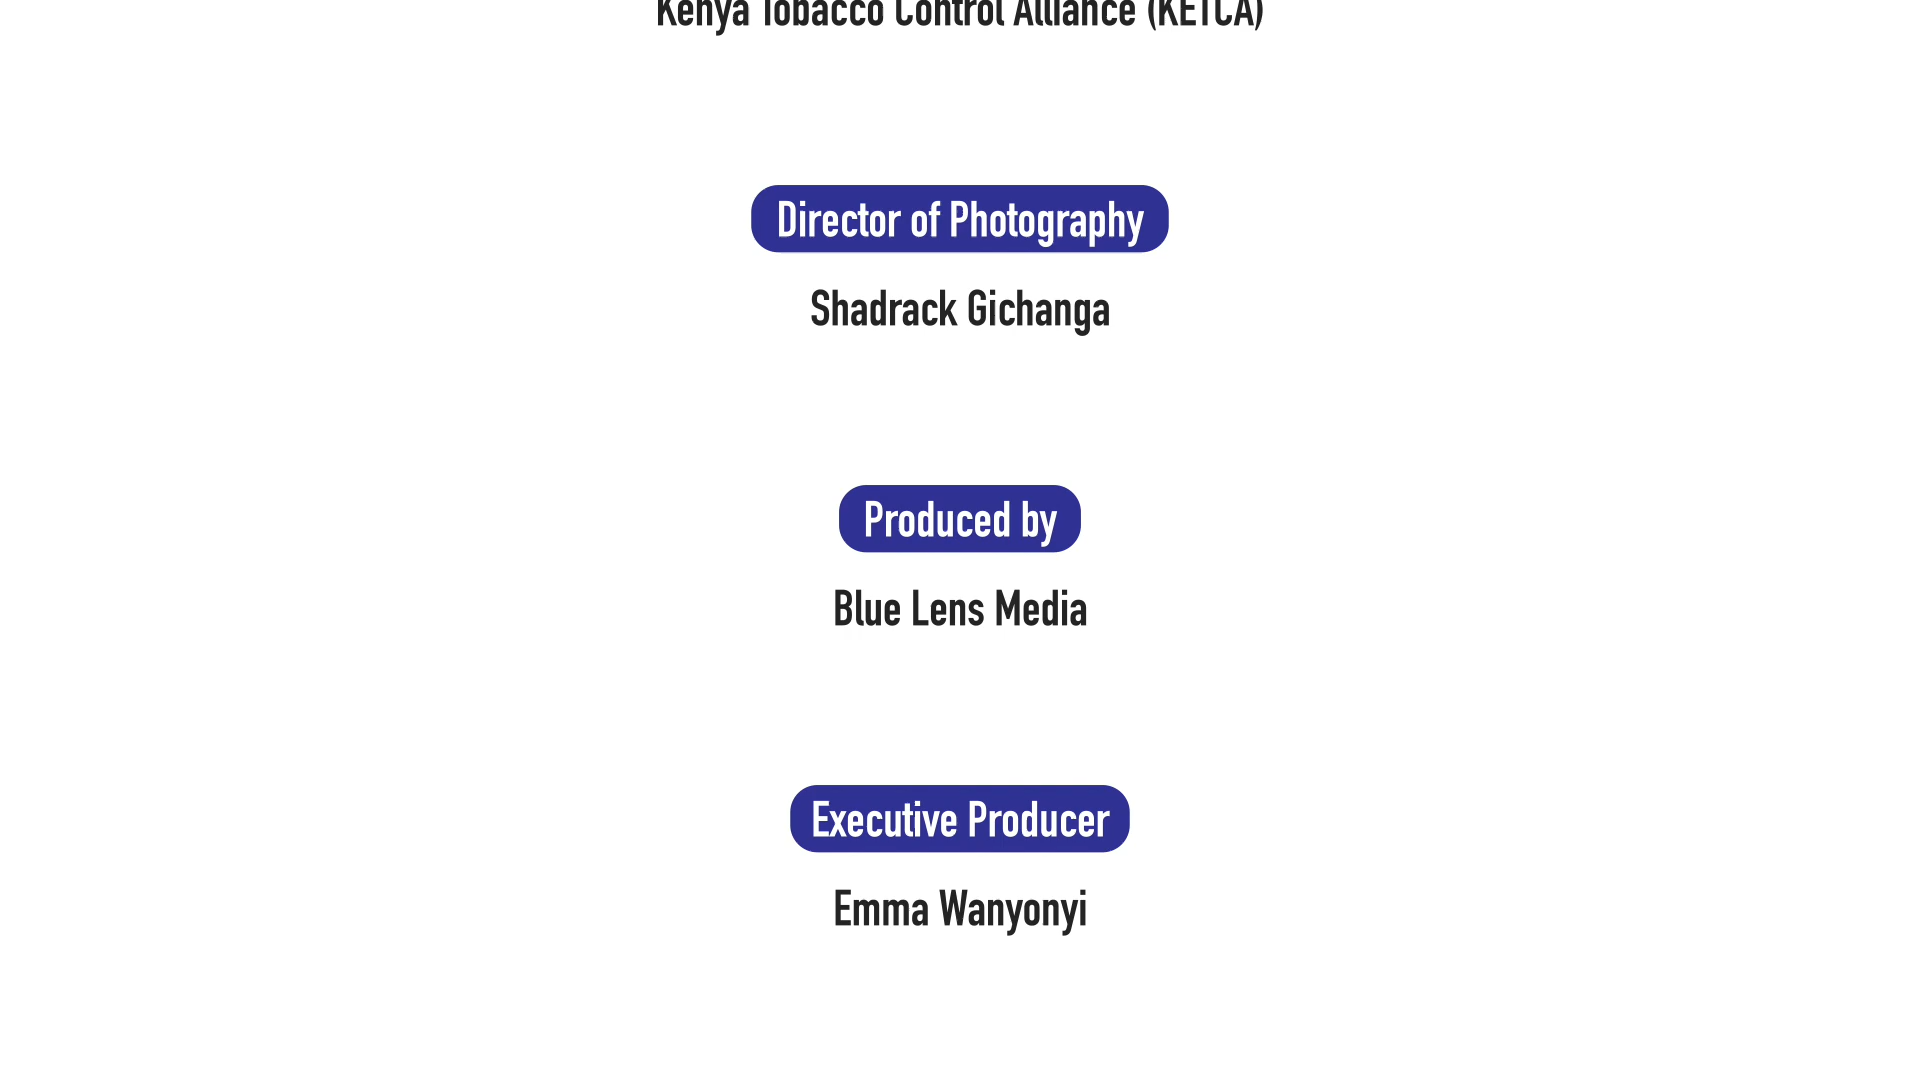 Kenya Tobacco Control Alliance (KETCA)
Director of Photography
Shadrack Gichanga
Produced by
Blue Lens Media
Executive Producer
Emma Wanyonyi